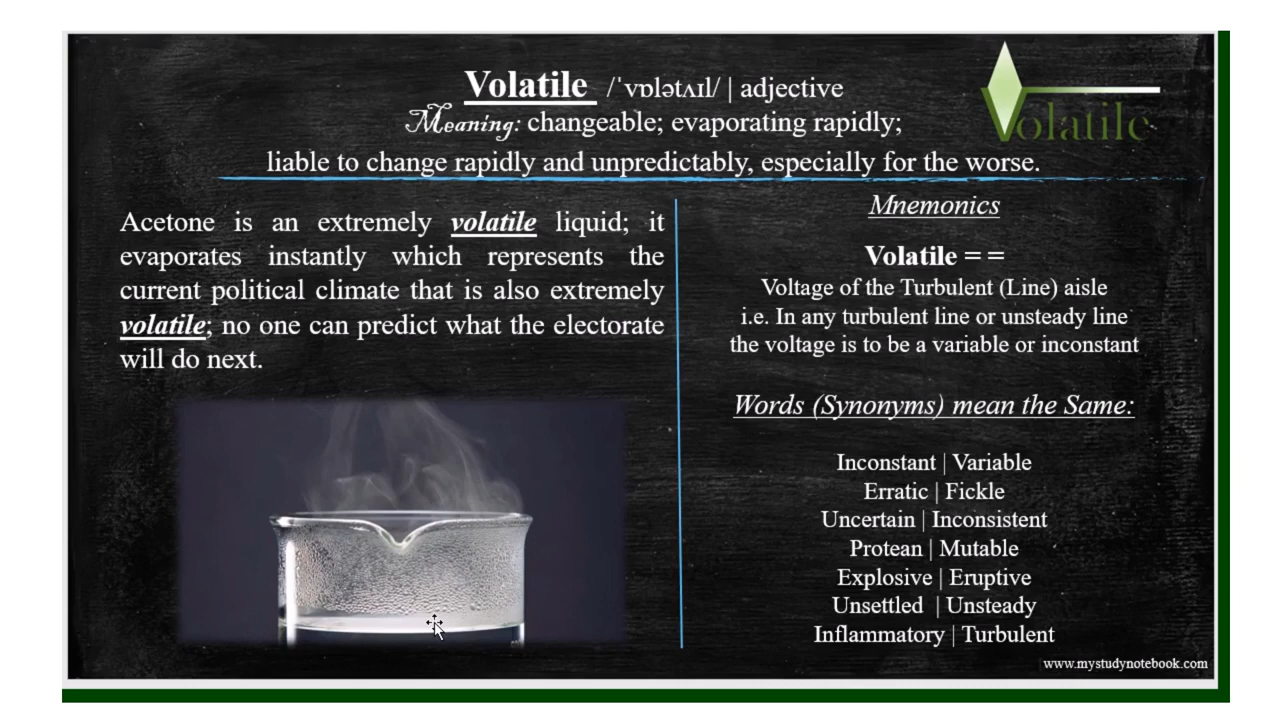 Volatile /ˈvɒlətʌɪl/ | adjective
Meaning: changeable; evaporating rapidly;
liable to change rapidly and unpredictably, especially for the worse.
Volatile
Acetone is an extremely volatile liquid; it
evaporates instantly which represents the
current political climate that is also extremely
volatile; no one can predict what the electorate
will do next.
Mnemonics
Volatile = =
Voltage of the Turbulent (Line) aisle
i.e. In any turbulent line or unsteady line
the voltage is to be a variable or inconstant
Words (Synonyms) mean the Same:
Inconstant | Variable
Erratic | Fickle
Uncertain | Inconsistent
Protean | Mutable
Explosive | Eruptive
Unsettled | Unsteady
Inflammatory | Turbulent
www.mystudynotebook.com